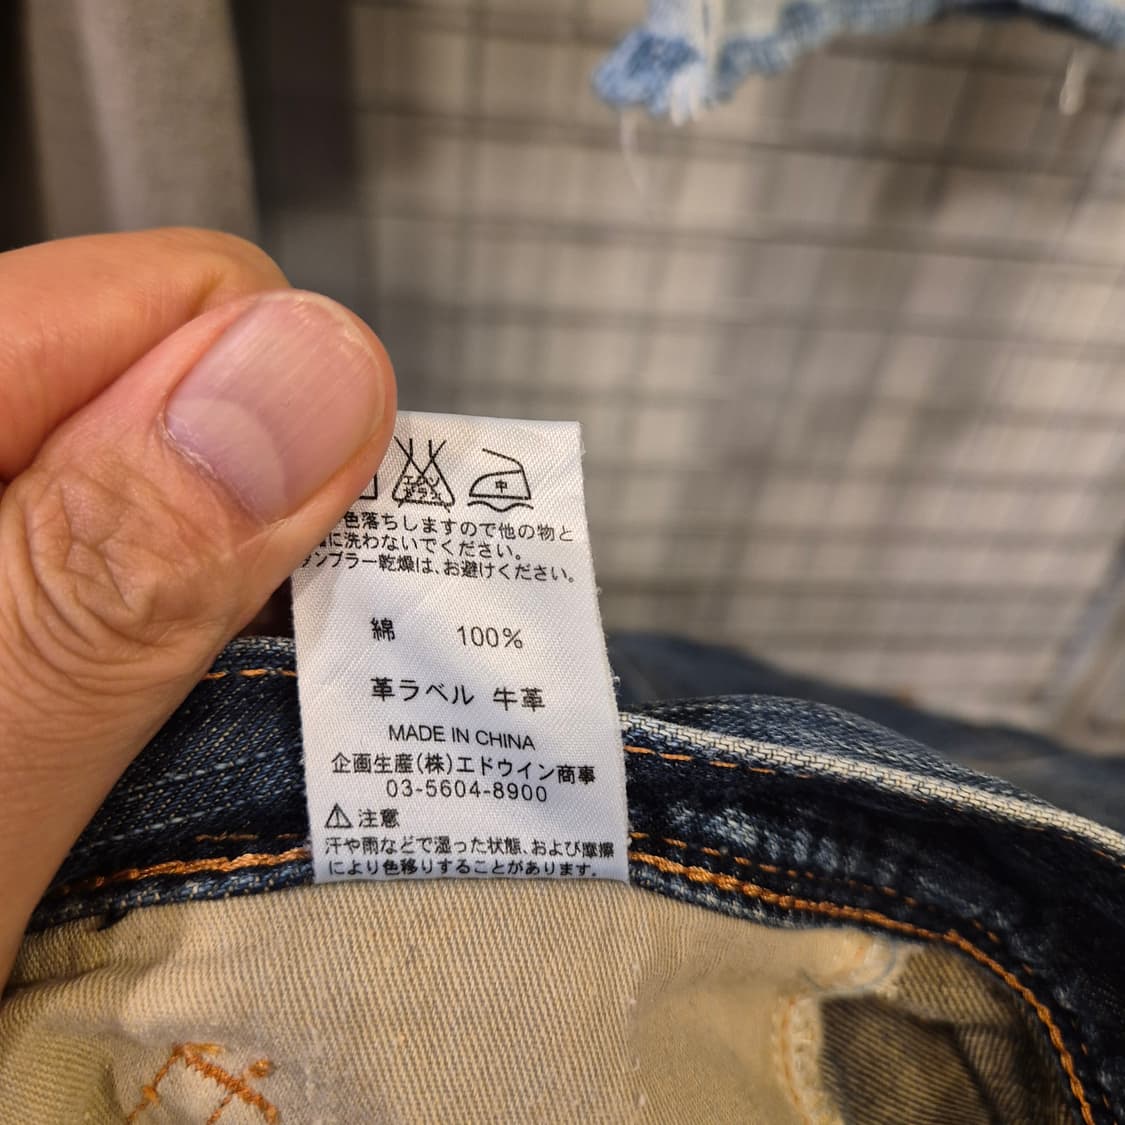 エンソ
サラシ
中
色落ちしますので他の物と
に洗わないでください。
ンブラー乾燥は、お避けください。
綿 100%
革ラベル 牛革
MADE IN CHINA
企画生産(株)エドウイン商事
03-5604-8900
注意
汗や雨などで湿った状態、および摩擦
により色移りすることがあります。